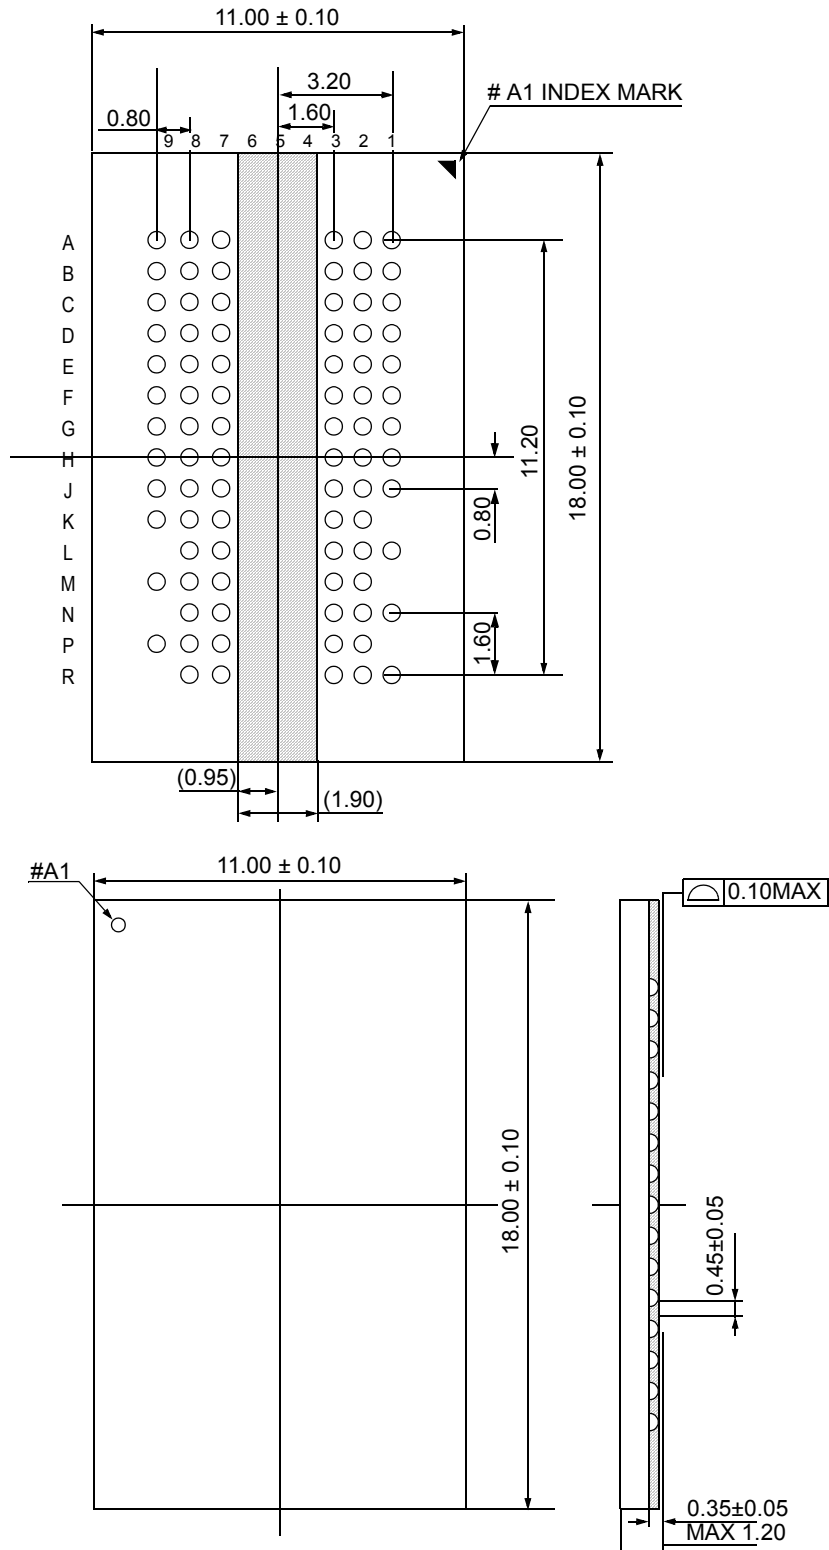 11.00 ± 0.10
3.20
# A1 INDEX MARK
0.80
1.60
9 8 7 6 5 4 3 2 1
A
B
C
D
E
F
G
H
J
K
L
M
N
P
R
11.20
18.00 ± 0.10
0.80
1.60
(0.95)
(1.90)
#A1
11.00 ± 0.10
0.10MAX
18.00 ± 0.10
0.45±0.05
0.35±0.05
MAX 1.20